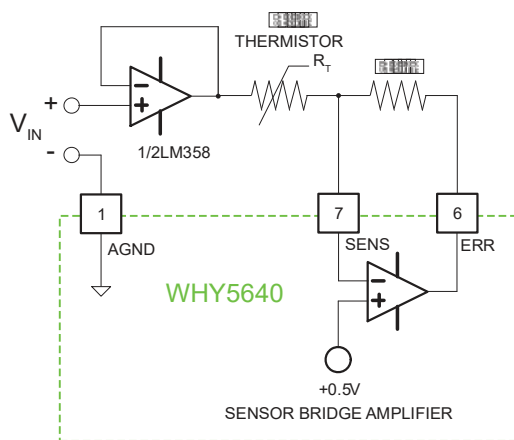 THERMISTOR
R_T
+
V_IN
-
1/2LM358
1
7
6
AGND
SENS
ERR
WHY5640
+0.5V
SENSOR BRIDGE AMPLIFIER